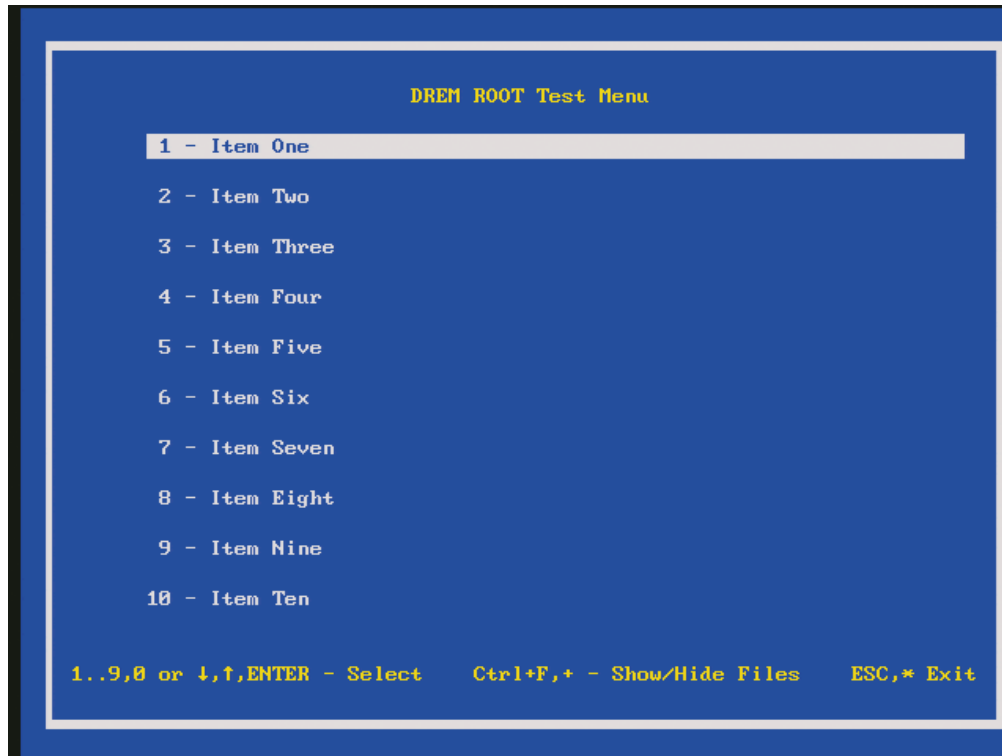 DREM ROOT Test Menu
1 - Item One
2 - Item Two
3 - Item Three
4 - Item Four
5 - Item Five
6 - Item Six
7 - Item Seven
8 - Item Eight
9 - Item Nine
10 - Item Ten
1..9,0 or ↓,↑,ENTER - Select Ctrl+F,+ - Show/Hide Files ESC,* Exit